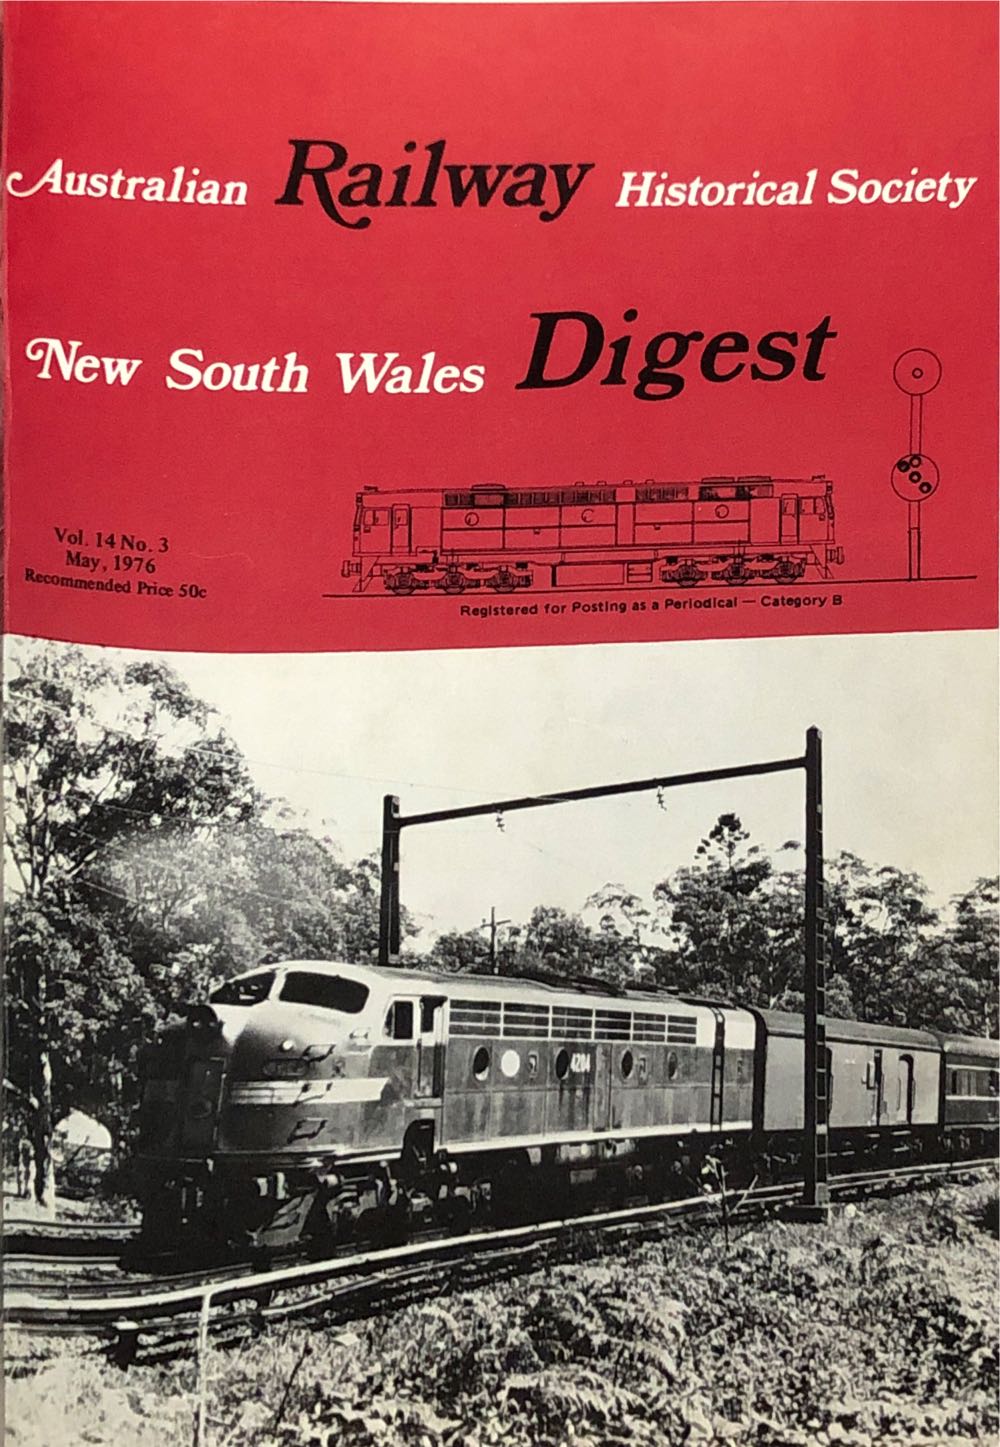 Australian Railway Historical Society
New South Wales Digest
Vol. 14 No. 3
May, 1976
Recommended Price 50c
Registered for Posting as a Periodical — Category B
4204